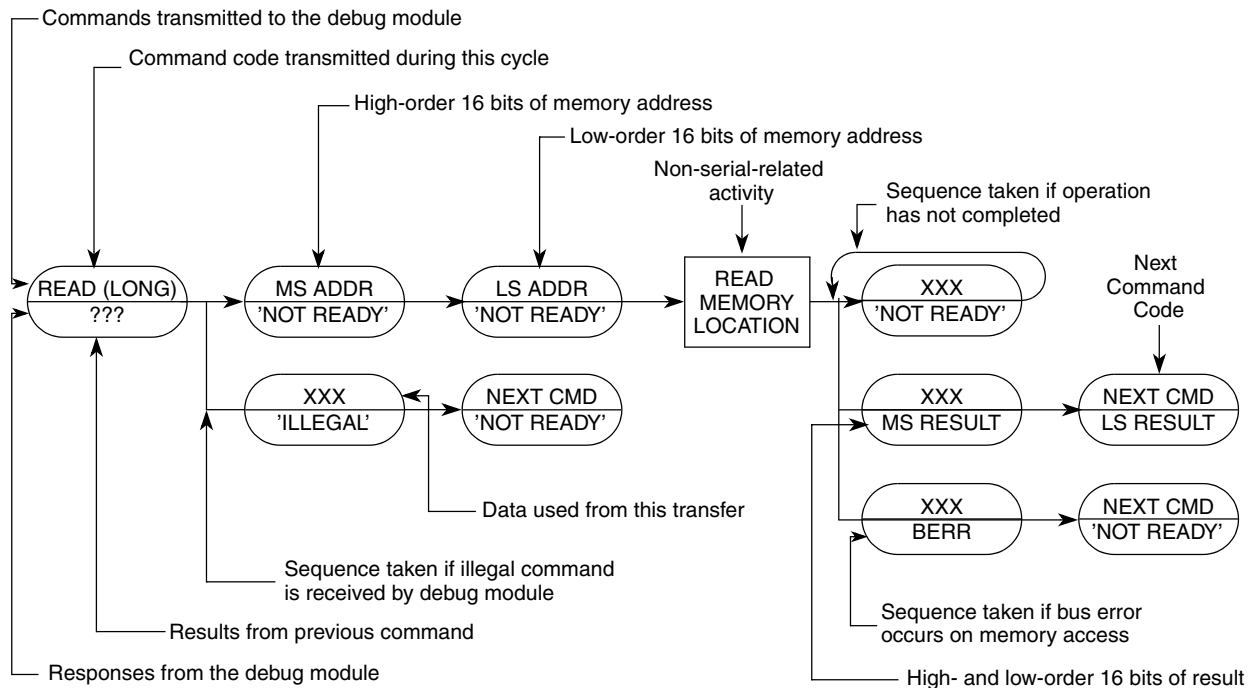 Commands transmitted to the debug module
Command code transmitted during this cycle
High-order 16 bits of memory address
Low-order 16 bits of memory address
Non-serial-related
activity
Sequence taken if operation
has not completed
Next
Command
Code
READ (LONG)
???
MS ADDR
'NOT READY'
LS ADDR
'NOT READY'
READ
MEMORY
LOCATION
XXX
'NOT READY'
XXX
'ILLEGAL'
NEXT CMD
'NOT READY'
XXX
MS RESULT
NEXT CMD
LS RESULT
XXX
BERR
NEXT CMD
'NOT READY'
Data used from this transfer
Sequence taken if illegal command
is received by debug module
Results from previous command
Responses from the debug module
Sequence taken if bus error
occurs on memory access
High- and low-order 16 bits of result